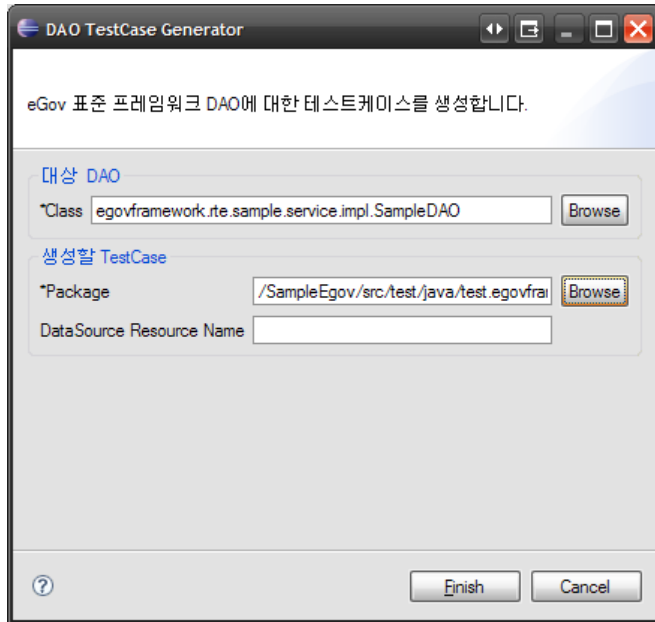 DAO TestCase Generator
eGov 표준 프레임워크 DAO에 대한 테스트케이스를 생성합니다.
대상 DAO
*Class egovframework.rte.sample.service.impl.SampleDAO Browse
생성할 TestCase
*Package /SampleEgov/src/test/java/test.egovfrai Browse
DataSource Resource Name
? Finish Cancel